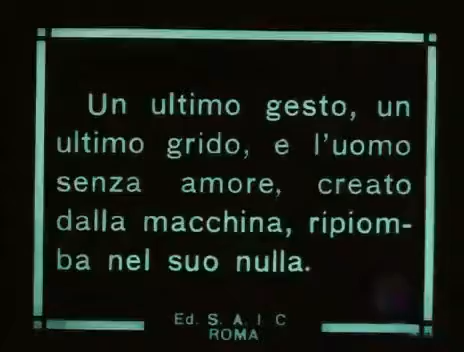 Un ultimo gesto, un
ultimo grido, e l'uomo
senza amore, creato
dalla macchina, ripiom-
ba nel suo nulla.
Ed. S. A. I C
ROMA